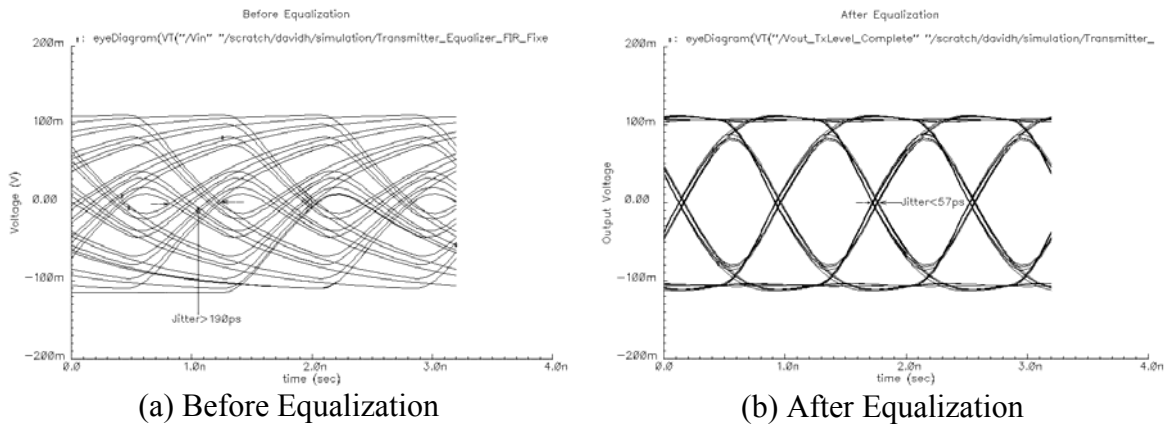 Before Equalization
: eyeDiagram(VT("/Vin" "/scratch/davidh/simulation/Transmitter_Equalizer_FIR_Fixe
200m
100m
0.00
-100m
-200m
Voltage (V)
Jitter>190ps
0.0 1.0n 2.0n 3.0n 4.0n
time (sec)
(a) Before Equalization
After Equalization
: eyeDiagram(VT("/Vout_TxLevel_Complete" "/scratch/davidh/simulation/Transmitter_
200m
100m
0.00
-100m
-200m
Output Voltage
Jitter<57ps
0.0 1.0n 2.0n 3.0n 4.0n
time (sec)
(b) After Equalization